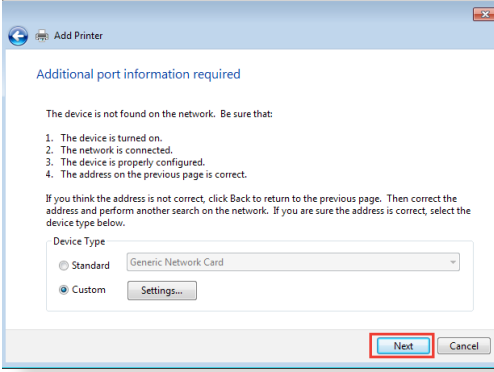 Add Printer
Additional port information required
The device is not found on the network. Be sure that:
1. The device is turned on.
2. The network is connected.
3. The device is properly configured.
4. The address on the previous page is correct.
If you think the address is not correct, click Back to return to the previous page. Then correct the
address and perform another search on the network. If you are sure the address is correct, select the
device type below.
Device Type
Standard Generic Network Card
Custom Settings...
Next Cancel